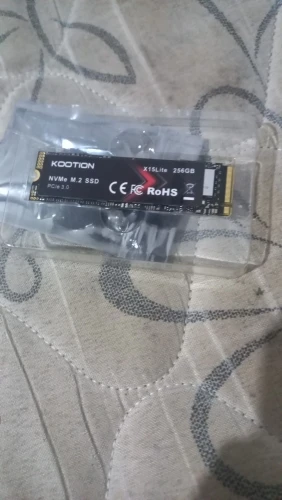 KOOTION
X15Lite 256GB
NVMe M.2 SSD
PCIe 3.0
CE FC RoHS